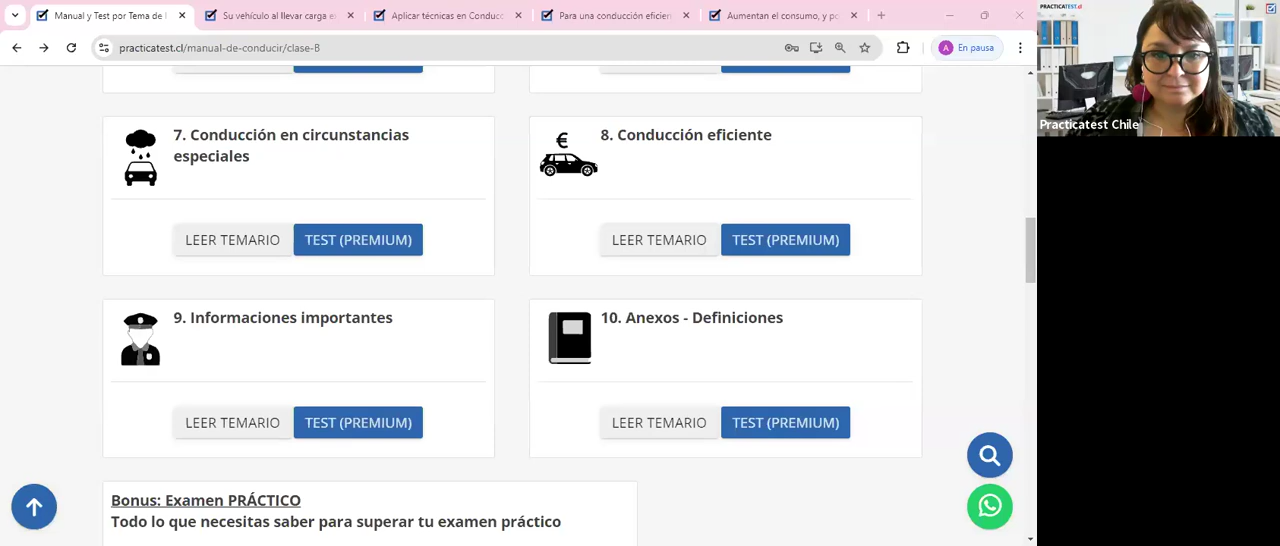 Manual y Test por Tema de
Su vehículo al llevar carga e
Aplicar técnicas en Conduc
Para una conducción eficie
Aumentan el consumo, y po
practicatest.cl/manual-de-conducir/clase-B
A
En pausa
PRACTICATEST.cl
Practicatest Chile
7. Conducción en circunstancias
especiales
LEER TEMARIO
TEST (PREMIUM)
€
8. Conducción eficiente
LEER TEMARIO
TEST (PREMIUM)
9. Informaciones importantes
LEER TEMARIO
TEST (PREMIUM)
10. Anexos - Definiciones
LEER TEMARIO
TEST (PREMIUM)
Bonus: Examen PRÁCTICO
Todo lo que necesitas saber para superar tu examen práctico